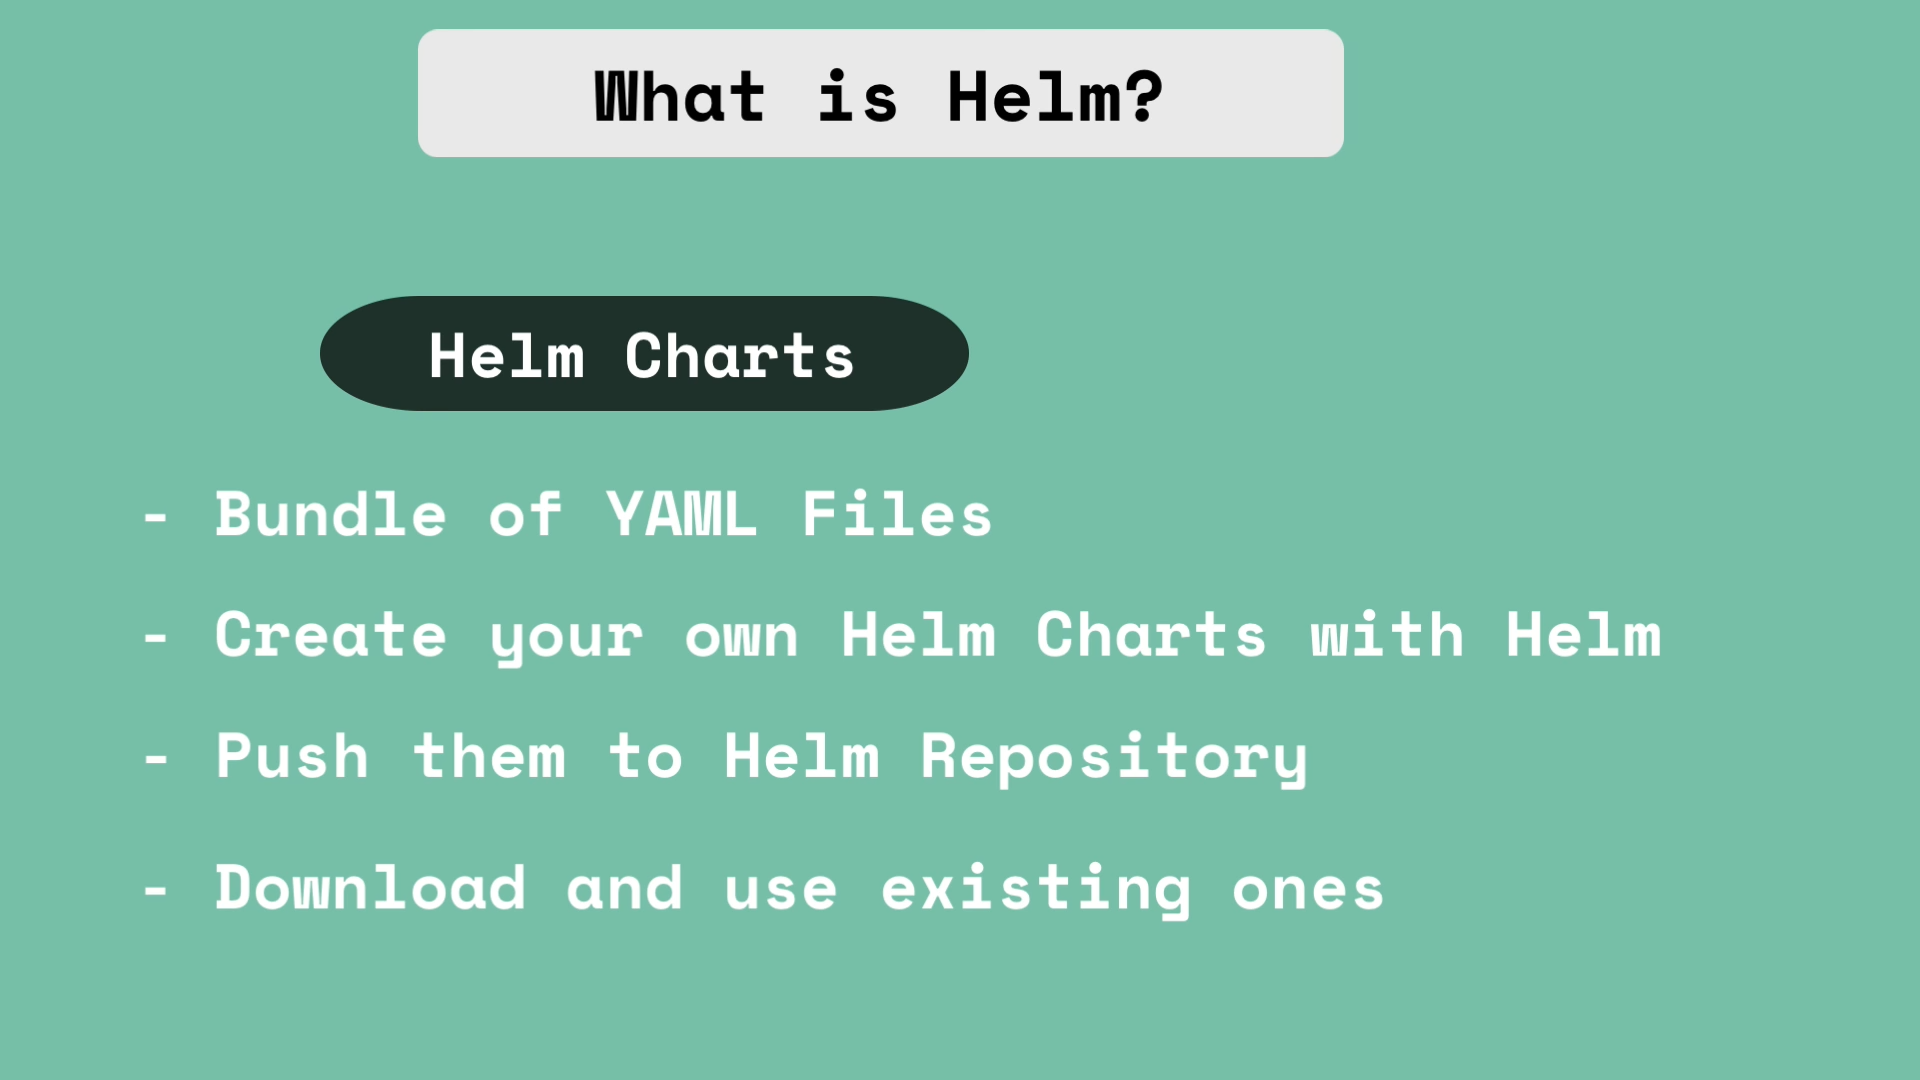 What is Helm?
Helm Charts
- Bundle of YAML Files
- Create your own Helm Charts with Helm
- Push them to Helm Repository
- Download and use existing ones